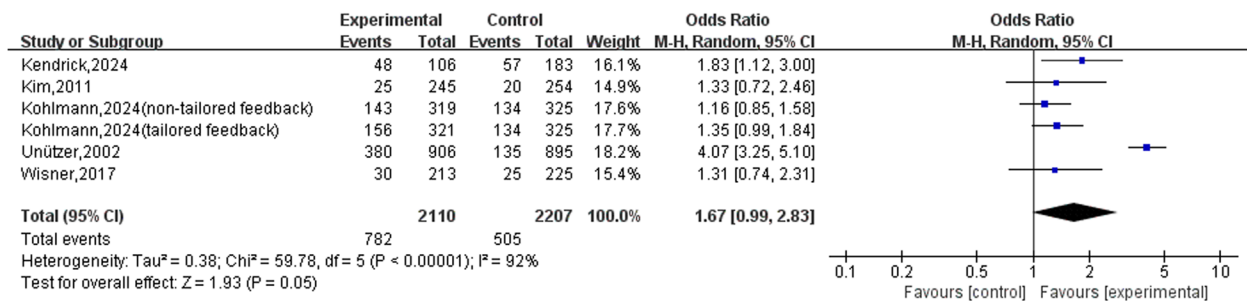 Experimental Control Odds Ratio Odds Ratio
Study or Subgroup Events Total Events Total Weight M-H, Random, 95% CI M-H, Random, 95% CI
Kendrick,2024 48 106 57 183 16.1% 1.83 [1.12, 3.00]
Kim,2011 25 245 20 254 14.9% 1.33 [0.72, 2.46]
Kohlmann,2024(non-tailored feedback) 143 319 134 325 17.6% 1.16 [0.85, 1.58]
Kohlmann,2024(tailored feedback) 156 321 134 325 17.7% 1.35 [0.99, 1.84]
Unützer,2002 380 906 135 895 18.2% 4.07 [3.25, 5.10]
Wisner,2017 30 213 25 225 15.4% 1.31 [0.74, 2.31]
Total (95% CI) 2110 2207 100.0% 1.67 [0.99, 2.83]
Total events 782 505
Heterogeneity: Tau² = 0.38; Chi² = 59.78, df = 5 (P < 0.00001); I² = 92%
Test for overall effect: Z = 1.93 (P = 0.05)
0.1 0.2 0.5 1 2 5 10
Favours [control] Favours [experimental]